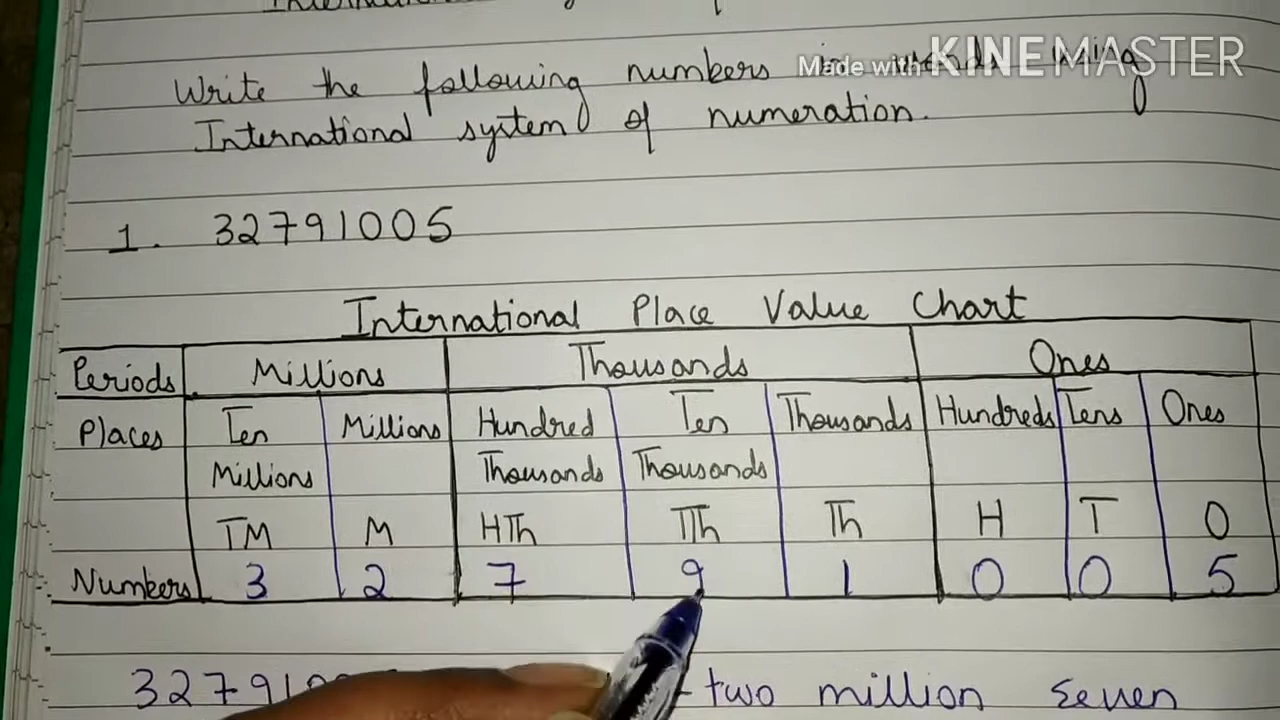 Write the following numbers in words using
Made with KINEMASTER
International system of numeration.
1. 32791005
International Place Value Chart
Periods Millions Thousands Ones
Places Ten Millions Hundred Ten Thousands Hundreds Tens Ones
Millions Thousands Thousands
TM M HTh TTh Th H T O
Numbers 3 2 7 9 1 0 0 5
two million seven